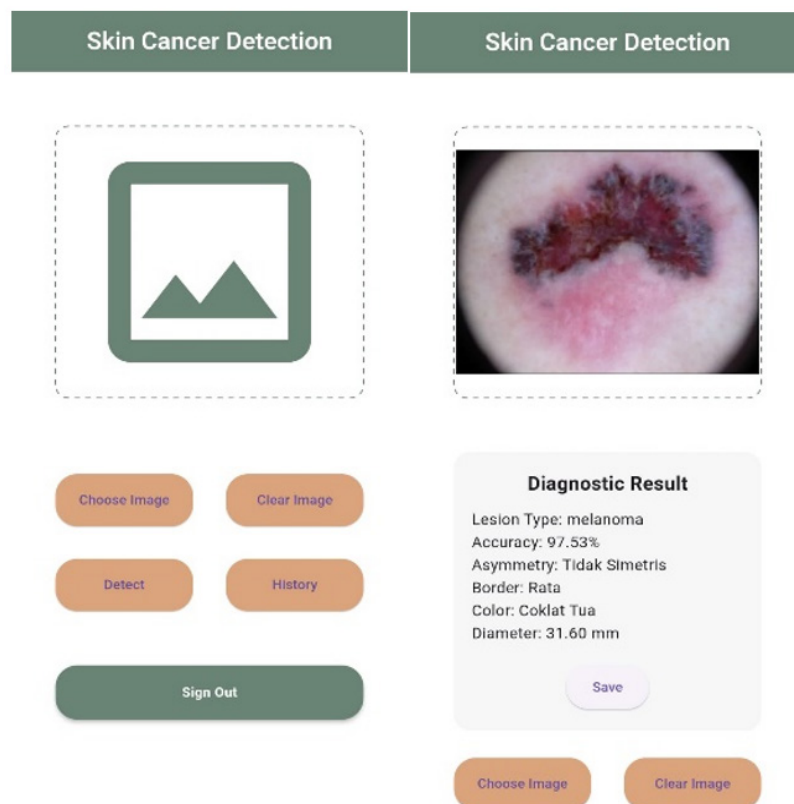 Skin Cancer Detection
Choose Image
Clear Image
Detect
History
Sign Out
Skin Cancer Detection
Diagnostic Result
Lesion Type: melanoma
Accuracy: 97.53%
Asymmetry: Tidak Simetris
Border: Rata
Color: Coklat Tua
Diameter: 31.60 mm
Save
Choose Image
Clear Image